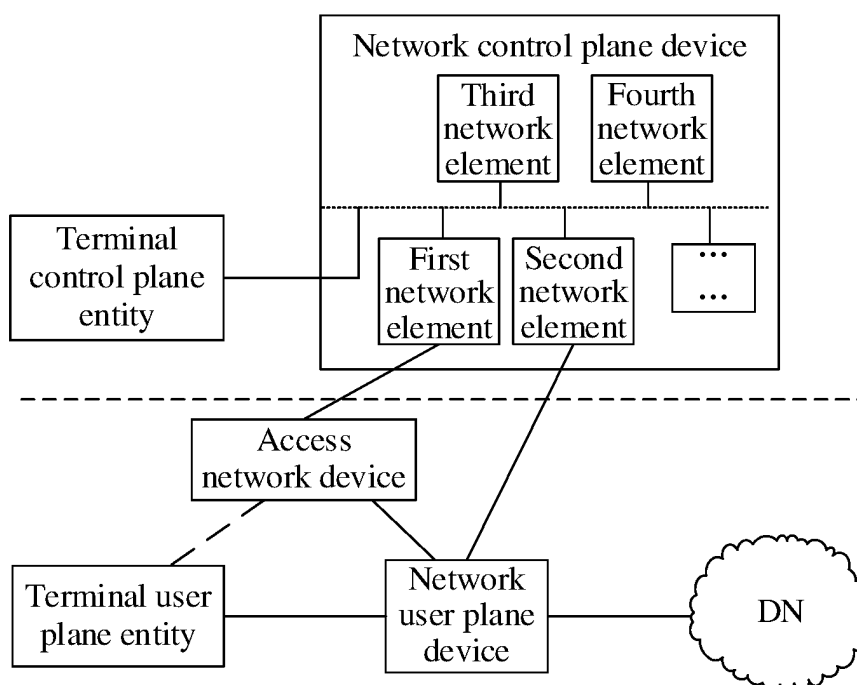 Network control plane device
Third
network
element
Fourth
network
element
Terminal
control plane
entity
First
network
element
Second
network
element
...
...
Access
network device
Terminal user
plane entity
Network
user plane
device
DN